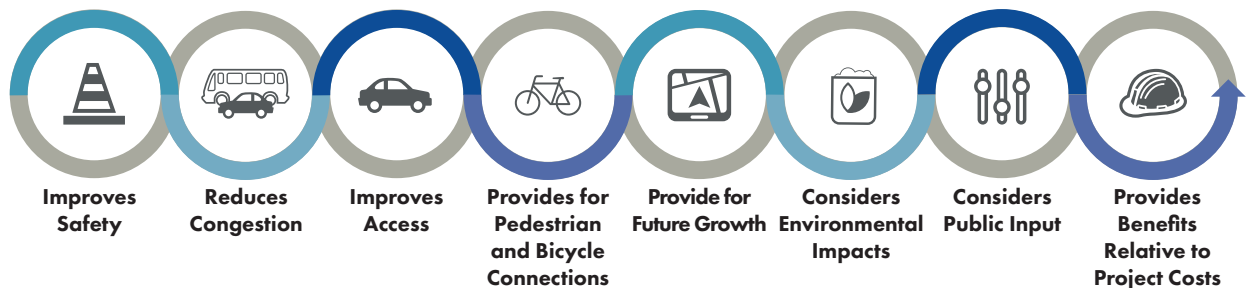 Improves
Safety
Reduces
Congestion
Improves
Access
Provides for
Pedestrian
and Bicycle
Connections
Provide for
Future Growth
Considers
Environmental
Impacts
Considers
Public Input
Provides
Benefits
Relative to
Project Costs